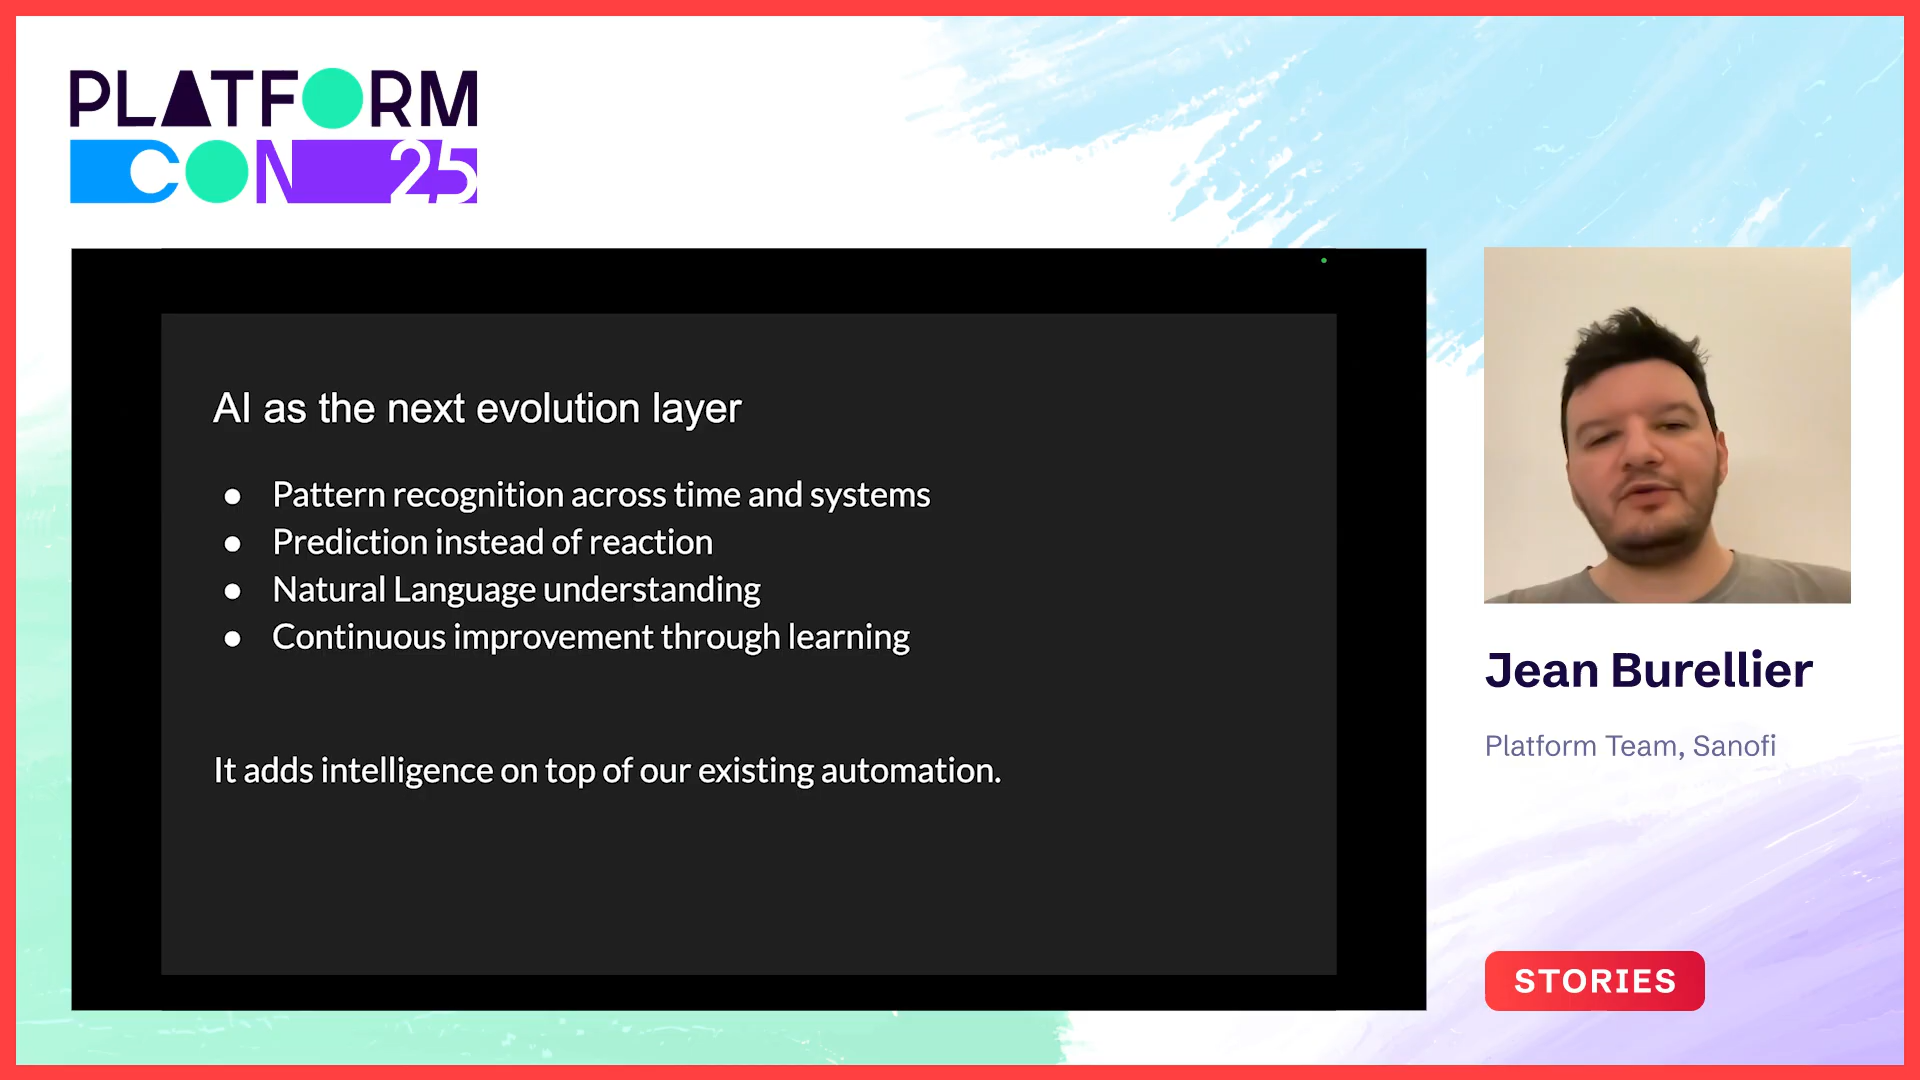 PLATFORM
CON 25
AI as the next evolution layer
● Pattern recognition across time and systems
● Prediction instead of reaction
● Natural Language understanding
● Continuous improvement through learning
It adds intelligence on top of our existing automation.
Jean Burellier
Platform Team, Sanofi
STORIES